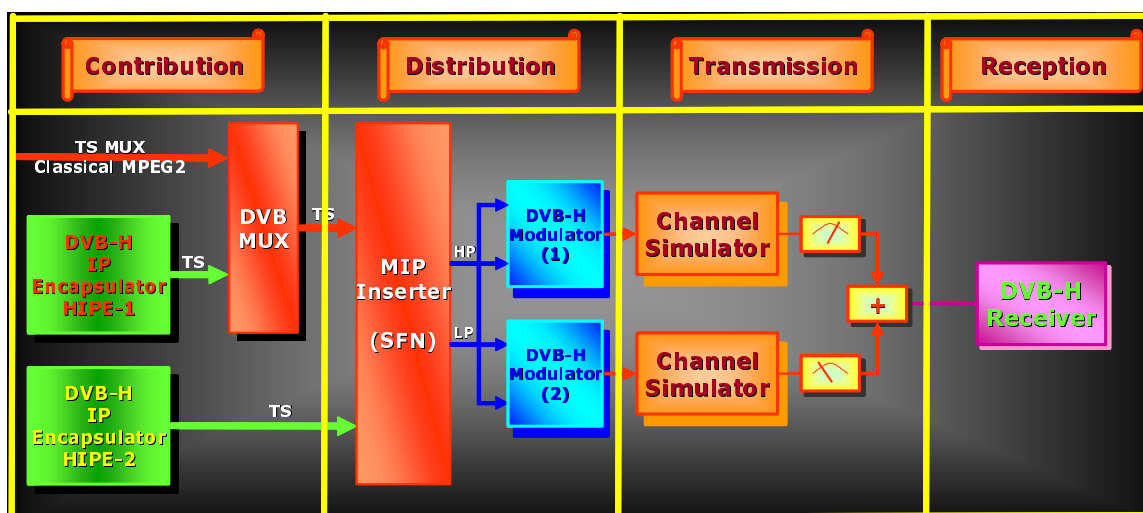 Contribution
Distribution
Transmission
Reception
TS MUX
Classical MPEG2
DVB-H
IP
Encapsulator
HIPE-1
TS
DVB
MUX
TS
DVB-H
IP
Encapsulator
HIPE-2
TS
MIP
Inserter
(SFN)
HP
LP
DVB-H
Modulator
(1)
DVB-H
Modulator
(2)
Channel
Simulator
Channel
Simulator
+
DVB-H
Receiver